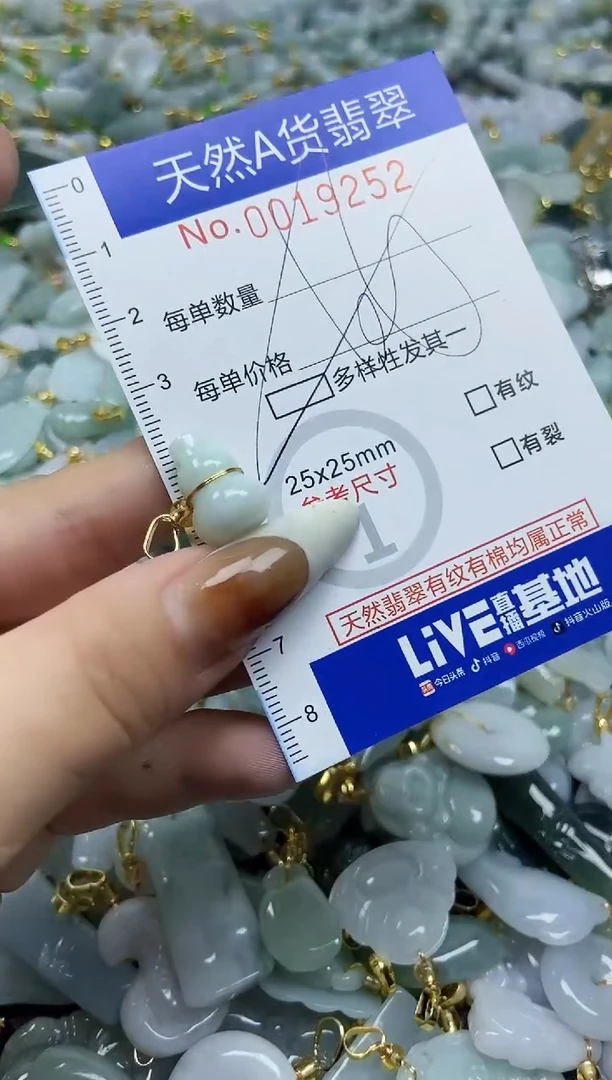 天然A货翡翠
No.0019252
0
1
每单数量
2
每单价格
3
多样性发其一
有纹
有裂
25x25mm
参考尺寸
1
天然翡翠有纹有棉均属正常
LiVE直播基地
今日头条 抖音 西瓜视频 抖音火山版
7
8